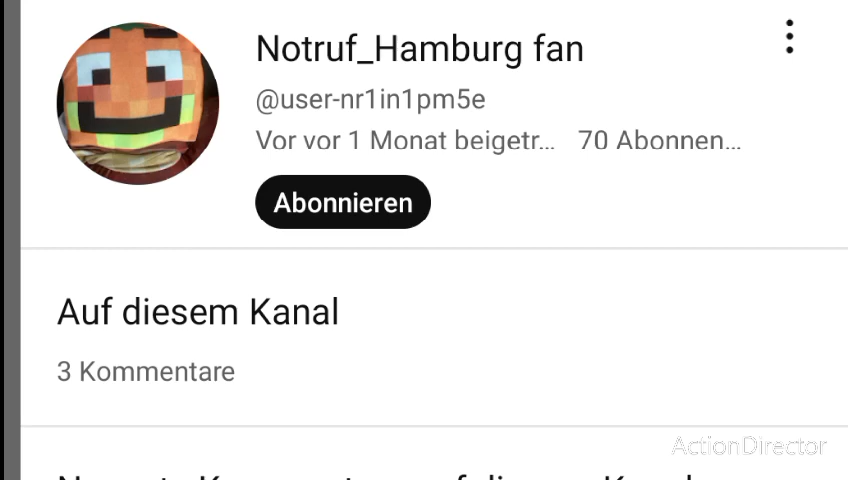 Notruf_Hamburg fan
@user-nr1in1pm5e
Vor vor 1 Monat beigetr... 70 Abonnen...
Abonnieren
Auf diesem Kanal
3 Kommentare
ActionDirector